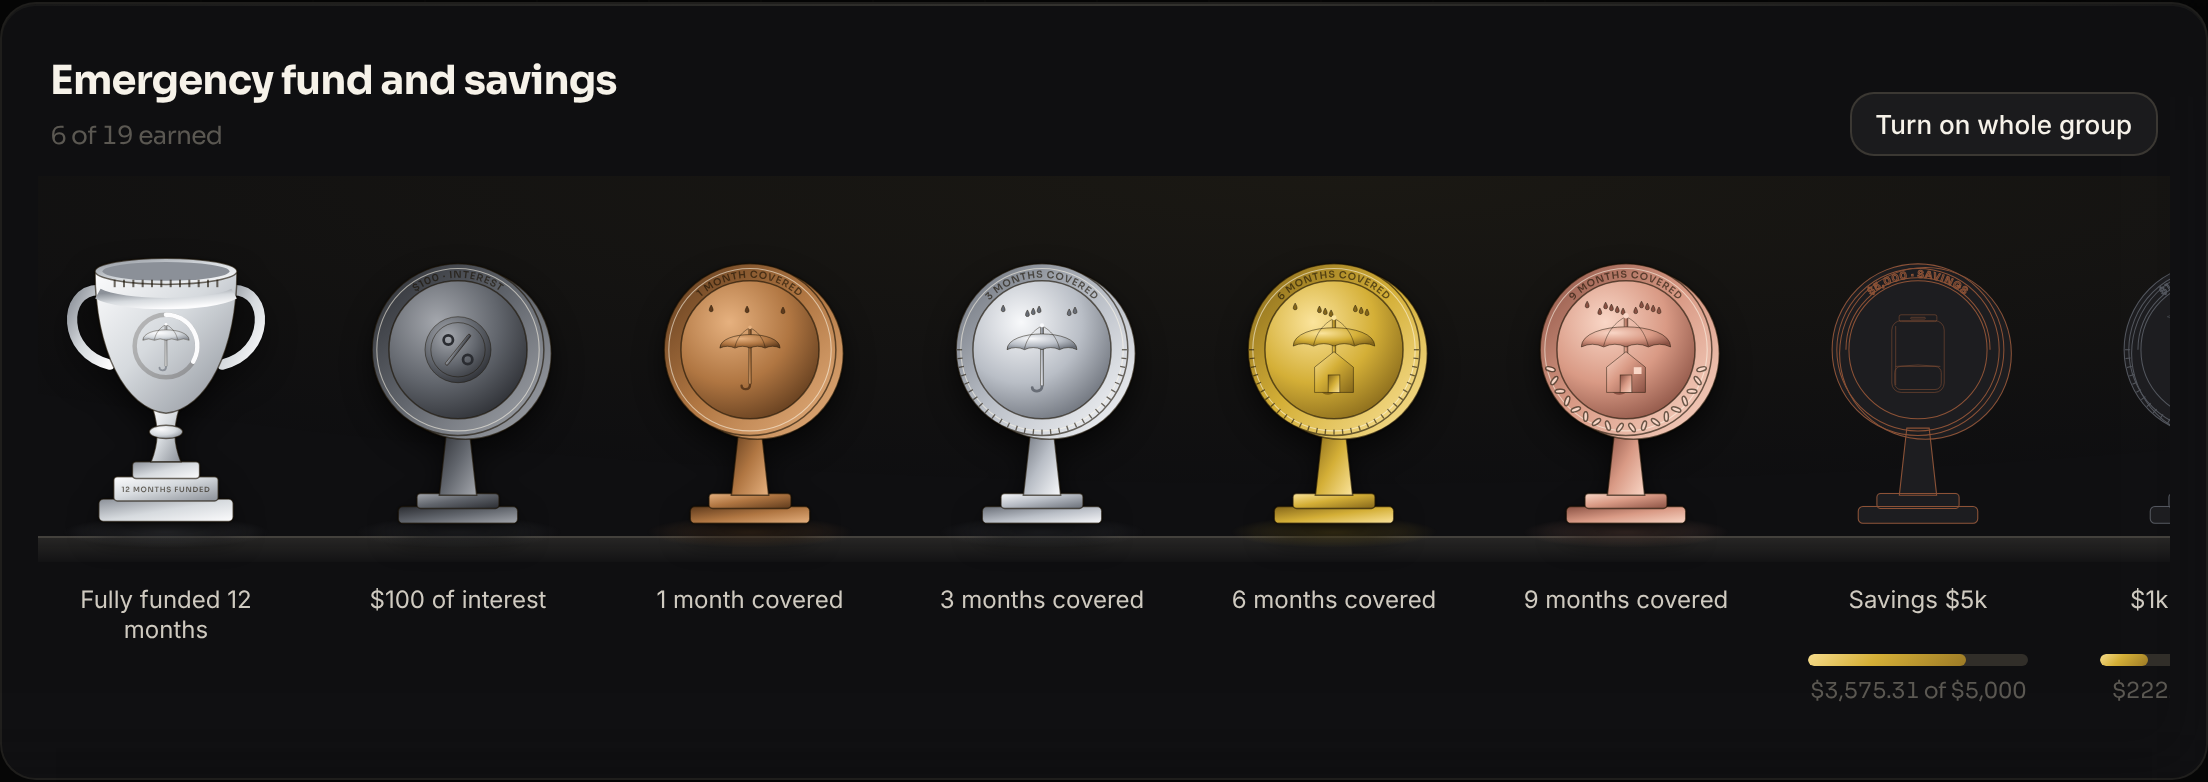 Emergency fund and savings
6 of 19 earned
Turn on whole group
12 MONTHS FUNDED
$100 · INTEREST
1 MONTH COVERED
3 MONTHS COVERED
6 MONTHS COVERED
9 MONTHS COVERED
$5,000 · SAVINGS
Fully funded 12
months
$100 of interest
1 month covered
3 months covered
6 months covered
9 months covered
Savings $5k
$1k
$3,575.31 of $5,000
$222